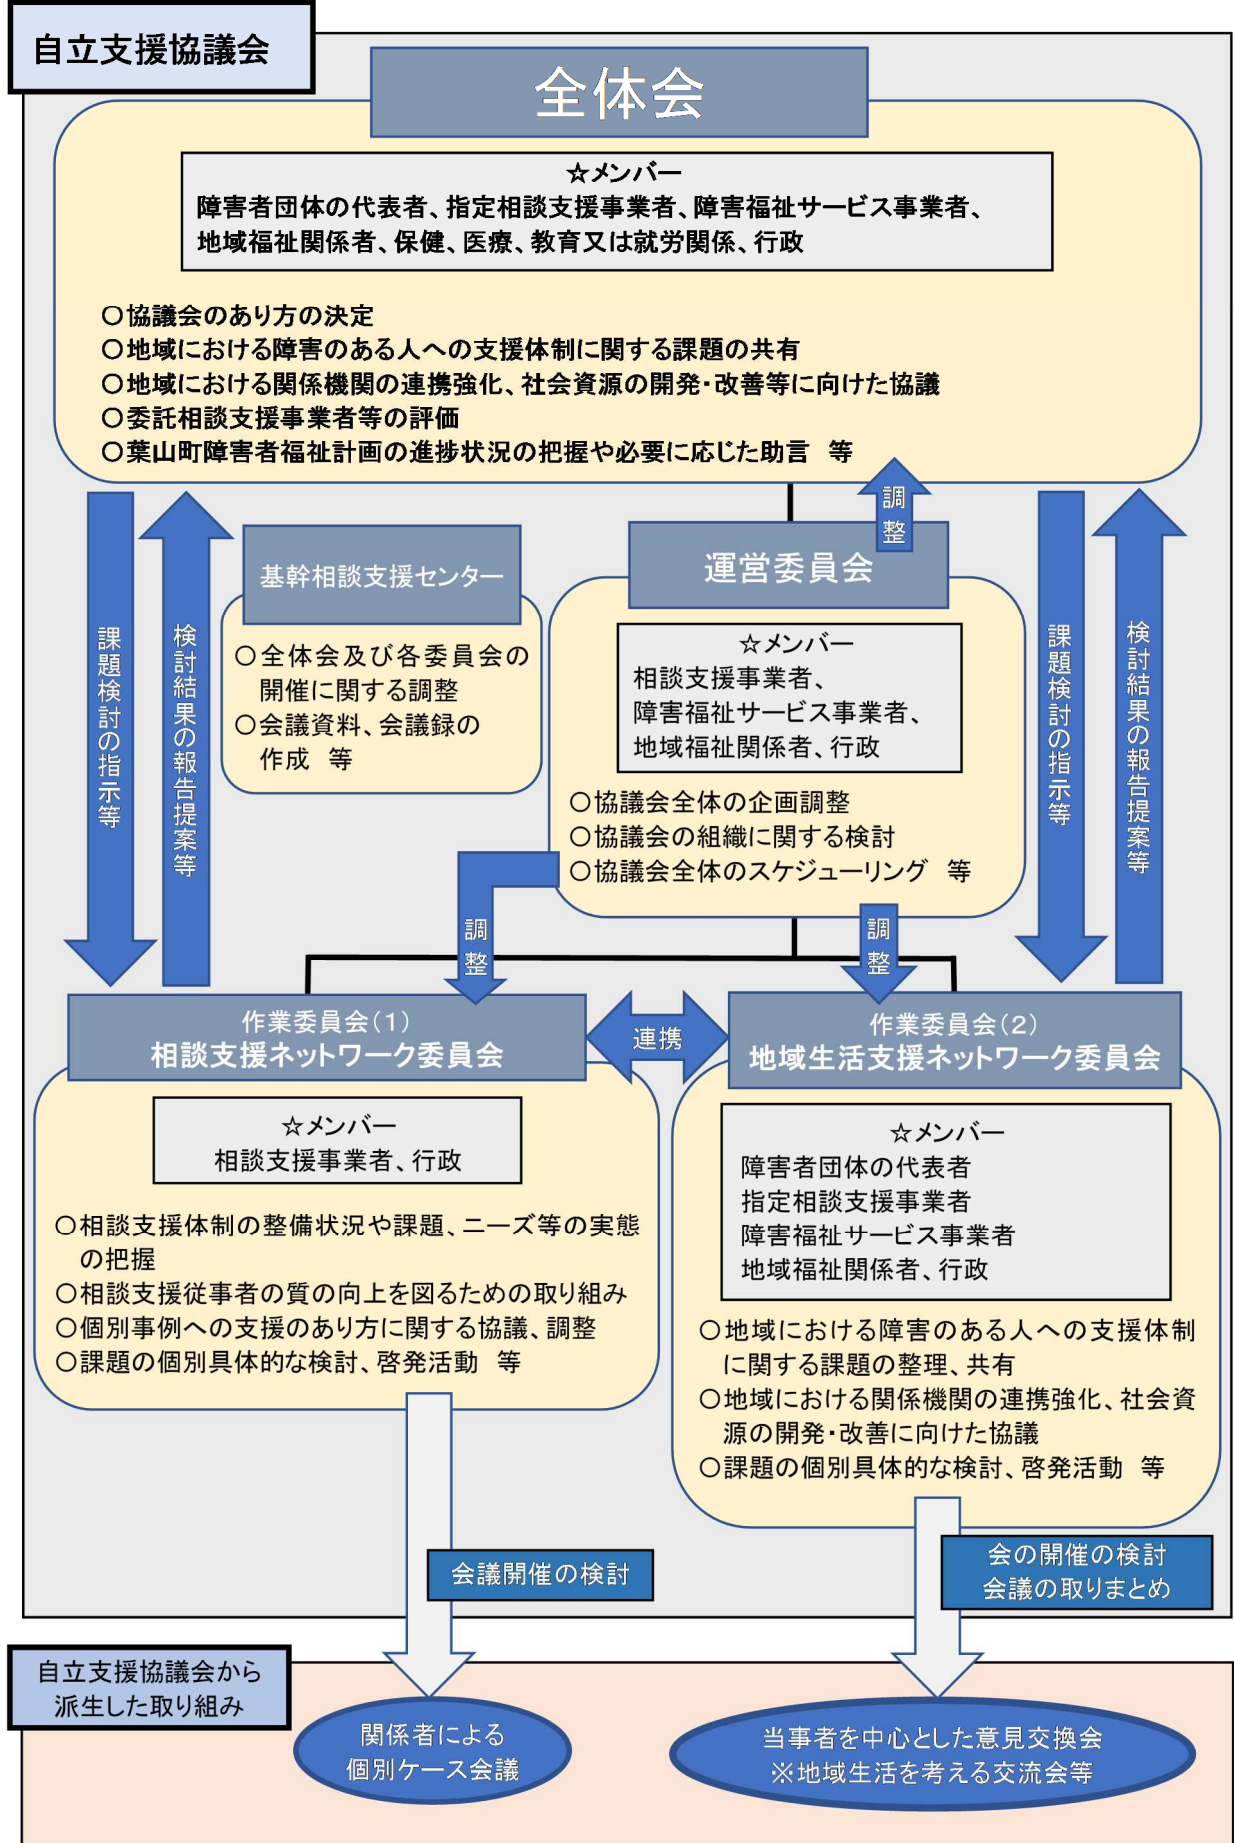 自立支援協議会
全体会
☆メンバー
障害者団体の代表者、指定相談支援事業者、障害福祉サービス事業者、
地域福祉関係者、保健、医療、教育又は就労関係、行政
○協議会のあり方の決定
○地域における障害のある人への支援体制に関する課題の共有
○地域における関係機関の連携強化、社会資源の開発・改善等に向けた協議
○委託相談支援事業者等の評価
○葉山町障害者福祉計画の進捗状況の把握や必要に応じた助言　等
課題検討の指示等
検討結果の報告提案等
基幹相談支援センター
○全体会及び各委員会の
開催に関する調整
○会議資料、会議録の
作成　等
調整
運営委員会
☆メンバー
相談支援事業者、
障害福祉サービス事業者、
地域福祉関係者、行政
○協議会全体の企画調整
○協議会の組織に関する検討
○協議会全体のスケジューリング　等
課題検討の指示等
検討結果の報告提案等
調整
調整
作業委員会(1)
相談支援ネットワーク委員会
連携
作業委員会(2)
地域生活支援ネットワーク委員会
☆メンバー
相談支援事業者、行政
○相談支援体制の整備状況や課題、ニーズ等の実態
の把握
○相談支援従事者の質の向上を図るための取り組み
○個別事例への支援のあり方に関する協議、調整
○課題の個別具体的な検討、啓発活動　等
☆メンバー
障害者団体の代表者
指定相談支援事業者
障害福祉サービス事業者
地域福祉関係者、行政
○地域における障害のある人への支援体制
に関する課題の整理、共有
○地域における関係機関の連携強化、社会資
源の開発・改善に向けた協議
○課題の個別具体的な検討、啓発活動　等
会議開催の検討
会の開催の検討
会議の取りまとめ
自立支援協議会から
派生した取り組み
関係者による
個別ケース会議
当事者を中心とした意見交換会
※地域生活を考える交流会等